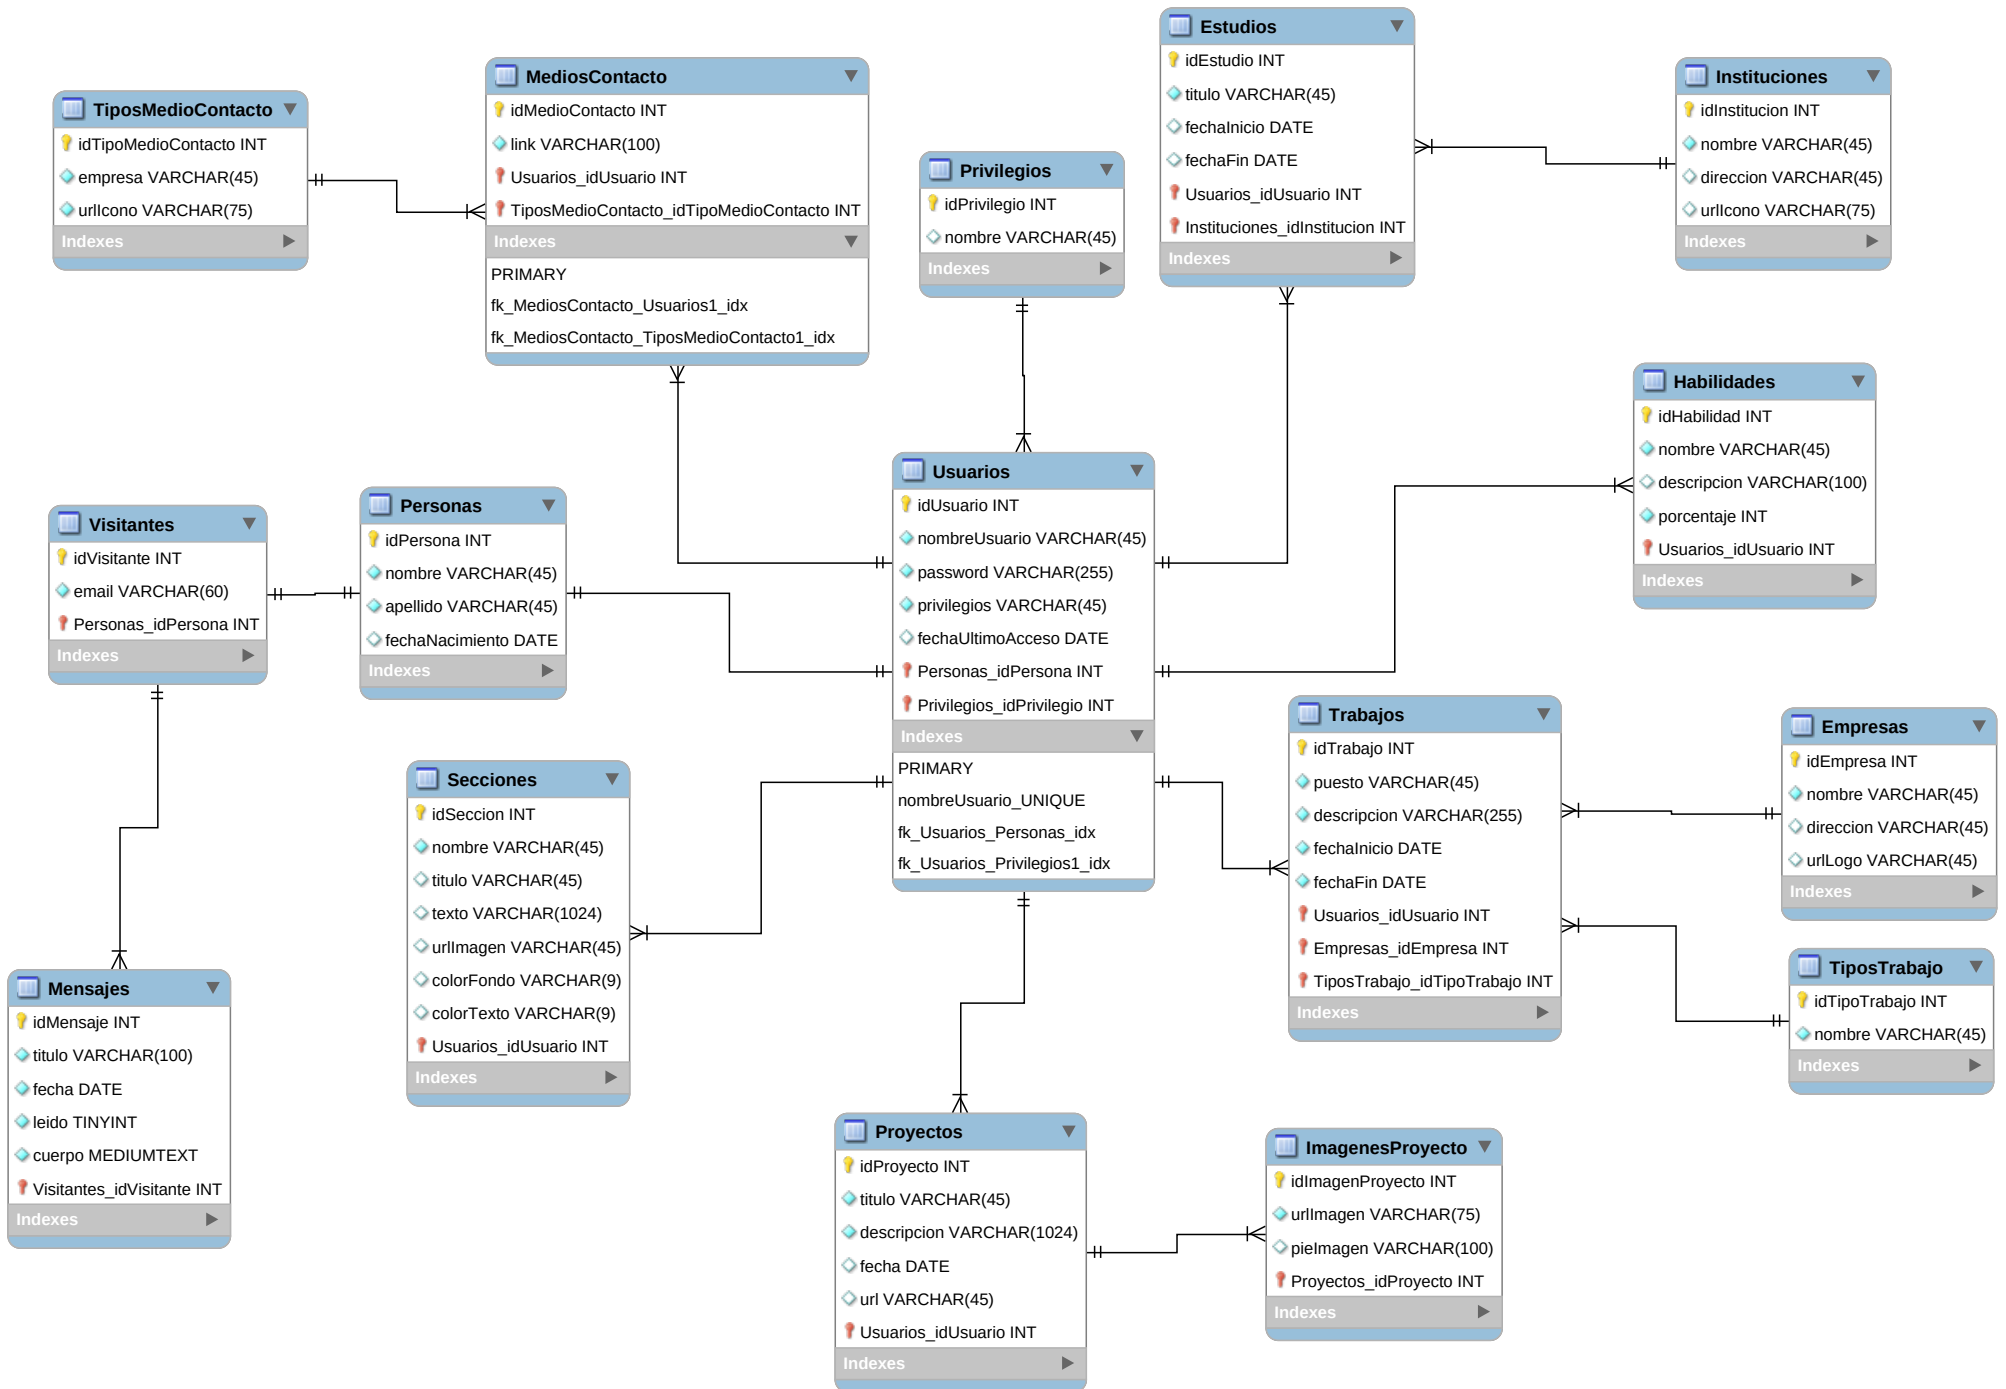 TiposMedioContacto
idTipoMedioContacto INT
empresa VARCHAR(45)
urlIcono VARCHAR(75)
Indexes
MediosContacto
idMedioContacto INT
link VARCHAR(100)
Usuarios_idUsuario INT
TiposMedioContacto_idTipoMedioContacto INT
Indexes
PRIMARY
fk_MediosContacto_Usuarios1_idx
fk_MediosContacto_TiposMedioContacto1_idx
Privilegios
idPrivilegio INT
nombre VARCHAR(45)
Indexes
Estudios
idEstudio INT
titulo VARCHAR(45)
fechaInicio DATE
fechaFin DATE
Usuarios_idUsuario INT
Instituciones_idInstitucion INT
Indexes
Instituciones
idInstitucion INT
nombre VARCHAR(45)
direccion VARCHAR(45)
urlIcono VARCHAR(75)
Indexes
Visitantes
idVisitante INT
email VARCHAR(60)
Personas_idPersona INT
Indexes
Personas
idPersona INT
nombre VARCHAR(45)
apellido VARCHAR(45)
fechaNacimiento DATE
Indexes
Usuarios
idUsuario INT
nombreUsuario VARCHAR(45)
password VARCHAR(255)
privilegios VARCHAR(45)
fechaUltimoAcceso DATE
Personas_idPersona INT
Privilegios_idPrivilegio INT
Indexes
PRIMARY
nombreUsuario_UNIQUE
fk_Usuarios_Personas_idx
fk_Usuarios_Privilegios1_idx
Habilidades
idHabilidad INT
nombre VARCHAR(45)
descripcion VARCHAR(100)
porcentaje INT
Usuarios_idUsuario INT
Indexes
Secciones
idSeccion INT
nombre VARCHAR(45)
titulo VARCHAR(45)
texto VARCHAR(1024)
urlImagen VARCHAR(45)
colorFondo VARCHAR(9)
colorTexto VARCHAR(9)
Usuarios_idUsuario INT
Indexes
Trabajos
idTrabajo INT
puesto VARCHAR(45)
descripcion VARCHAR(255)
fechaInicio DATE
fechaFin DATE
Usuarios_idUsuario INT
Empresas_idEmpresa INT
TiposTrabajo_idTipoTrabajo INT
Indexes
Empresas
idEmpresa INT
nombre VARCHAR(45)
direccion VARCHAR(45)
urlLogo VARCHAR(45)
Indexes
TiposTrabajo
idTipoTrabajo INT
nombre VARCHAR(45)
Indexes
Mensajes
idMensaje INT
titulo VARCHAR(100)
fecha DATE
leido TINYINT
cuerpo MEDIUMTEXT
Visitantes_idVisitante INT
Indexes
Proyectos
idProyecto INT
titulo VARCHAR(45)
descripcion VARCHAR(1024)
fecha DATE
url VARCHAR(45)
Usuarios_idUsuario INT
Indexes
ImagenesProyecto
idImagenProyecto INT
urlImagen VARCHAR(75)
pieImagen VARCHAR(100)
Proyectos_idProyecto INT
Indexes